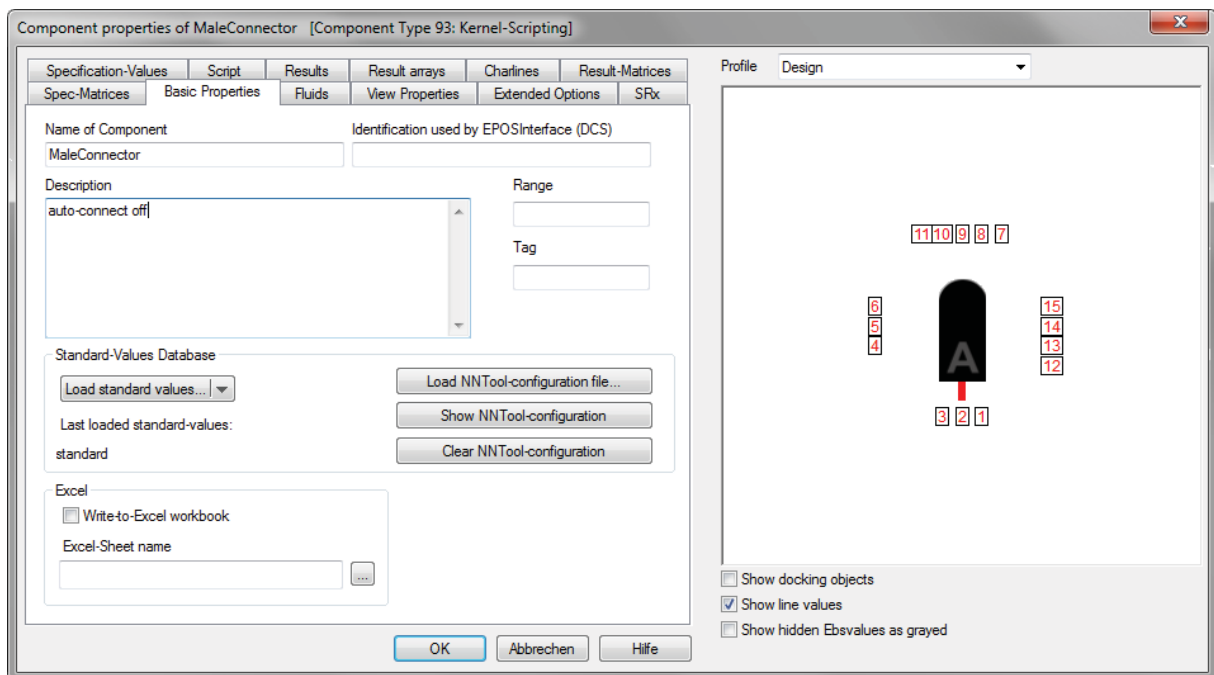 Component properties of MaleConnector [Component Type 93: Kernel-Scripting]
x
Specification-Values Script Results Result arrays Charlines Result-Matrices
Spec-Matrices Basic Properties Fluids View Properties Extended Options SRx
Name of Component Identification used by EPOSInterface (DCS)
MaleConnector
Description Range
auto-connect off
Tag
Standard-Values Database
Load standard values... Load NNTool-configuration file...
Last loaded standard-values: Show NNTool-configuration
standard Clear NNTool-configuration
Excel
Write-to-Excel workbook
Excel-Sheet name
...
OK Abbrechen Hilfe
Profile Design
11 10 9 8 7
6 15
5 14
4 13
12
A
3 2 1
Show docking objects
Show line values
Show hidden Ebsvalues as grayed